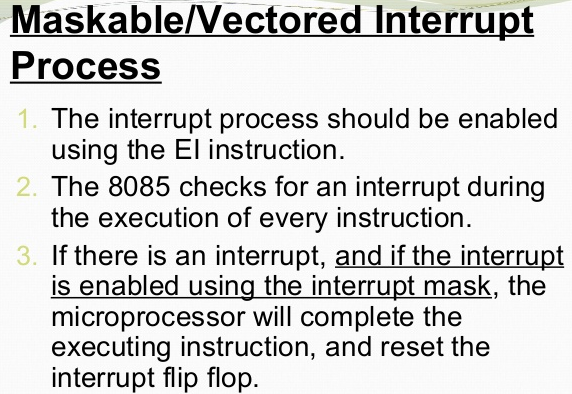 Maskable/Vectored Interrupt
Process
1. The interrupt process should be enabled
using the EI instruction.
2. The 8085 checks for an interrupt during
the execution of every instruction.
3. If there is an interrupt, and if the interrupt
is enabled using the interrupt mask, the
microprocessor will complete the
executing instruction, and reset the
interrupt flip flop.